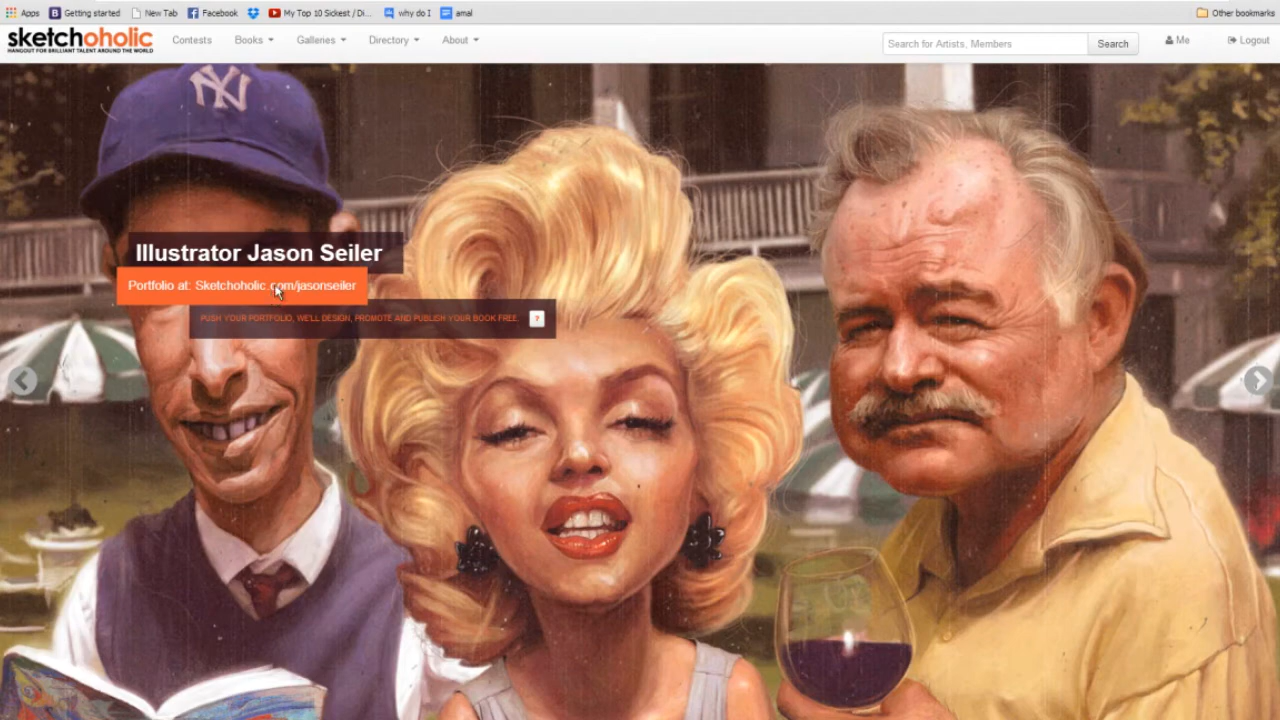 Apps Getting started New Tab Facebook My Top 10 Sickest / Di... why do I amal Other bookmarks
sketchoholic
HANGOUT FOR BRILLIANT TALENT AROUND THE WORLD
Contests Books Galleries Directory About Search for Artists, Members Search Me Logout
NY
Illustrator Jason Seiler
Portfolio at: Sketchoholic.com/jasonseiler
PUSH YOUR PORTFOLIO, WE'LL DESIGN, PROMOTE AND PUBLISH YOUR BOOK FREE. ?